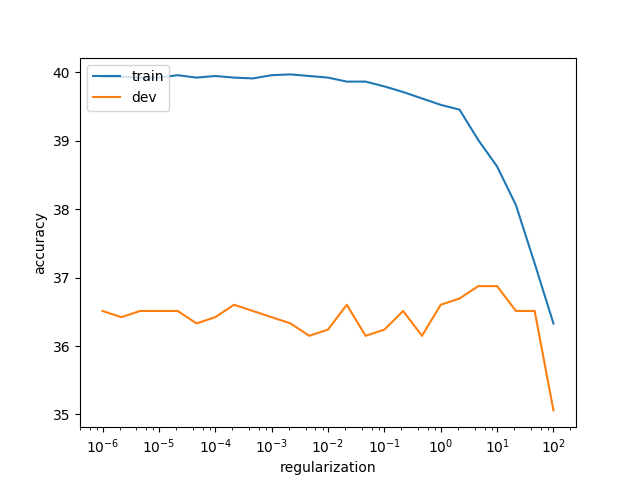 train
dev
40
39
38
37
36
35
accuracy
10⁻⁶ 10⁻⁵ 10⁻⁴ 10⁻³ 10⁻² 10⁻¹ 10⁰ 10¹ 10²
regularization